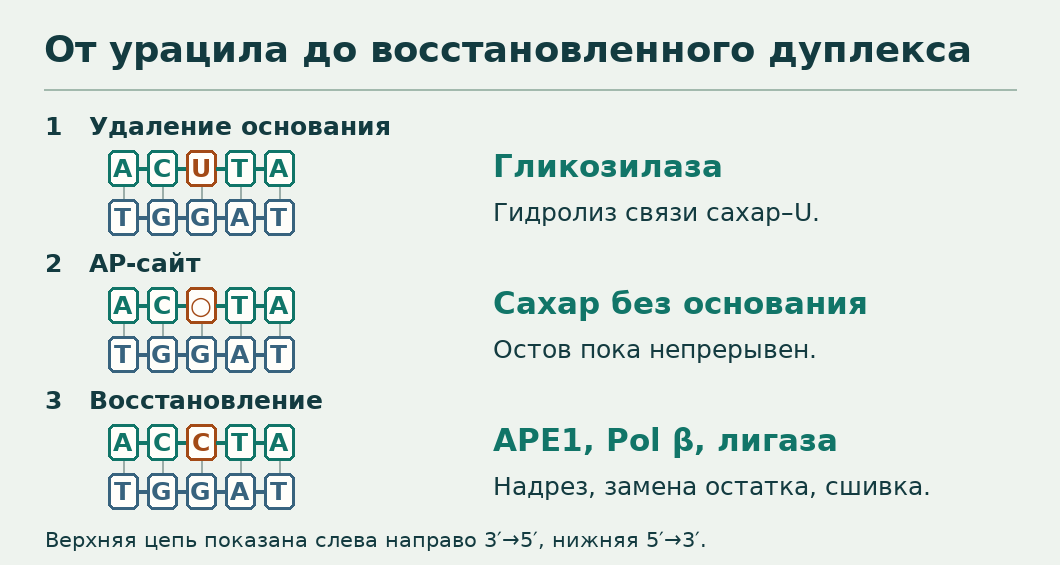 От урацила до восстановленного дуплекса
1 Удаление основания
A C U T A
T G G A T
Гликозилаза
Гидролиз связи сахар–U.
2 AP-сайт
A C ○ T A
T G G A T
Сахар без основания
Остов пока непрерывен.
3 Восстановление
A C C T A
T G G A T
APE1, Pol β, лигаза
Надрез, замена остатка, сшивка.
Верхняя цепь показана слева направо 3′→5′, нижняя 5′→3′.